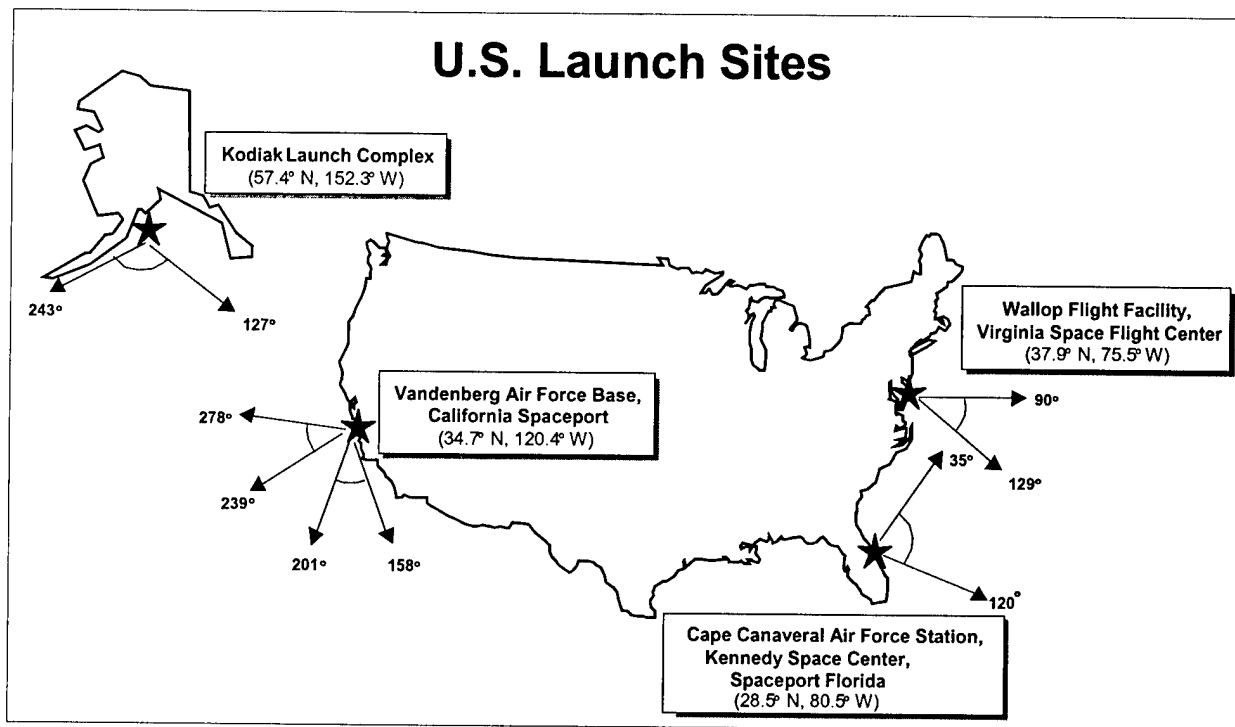 U.S. Launch Sites
Kodiak Launch Complex
(57.4° N, 152.3° W)
243°
127°
Wallop Flight Facility,
Virginia Space Flight Center
(37.9° N, 75.5° W)
Vandenberg Air Force Base,
California Spaceport
(34.7° N, 120.4° W)
278°
239°
201°
158°
90°
129°
35°
120°
Cape Canaveral Air Force Station,
Kennedy Space Center,
Spaceport Florida
(28.5° N, 80.5° W)